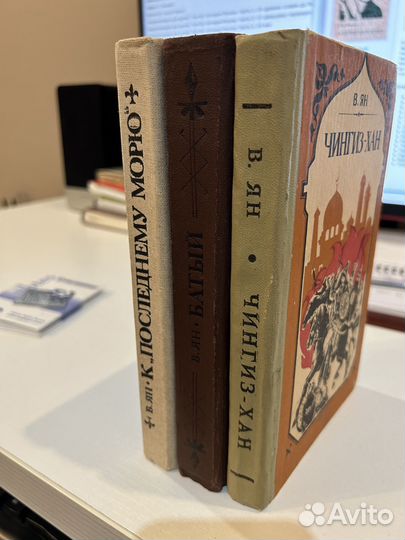 В. ЯН • К „ПОСЛЕДНЕМУ МОРЮ“
В. ЯН • БАТЫЙ
В. ЯН • ЧИНГИЗ-ХАН
В. ЯН
ЧИНГИЗ-ХАН
Avito